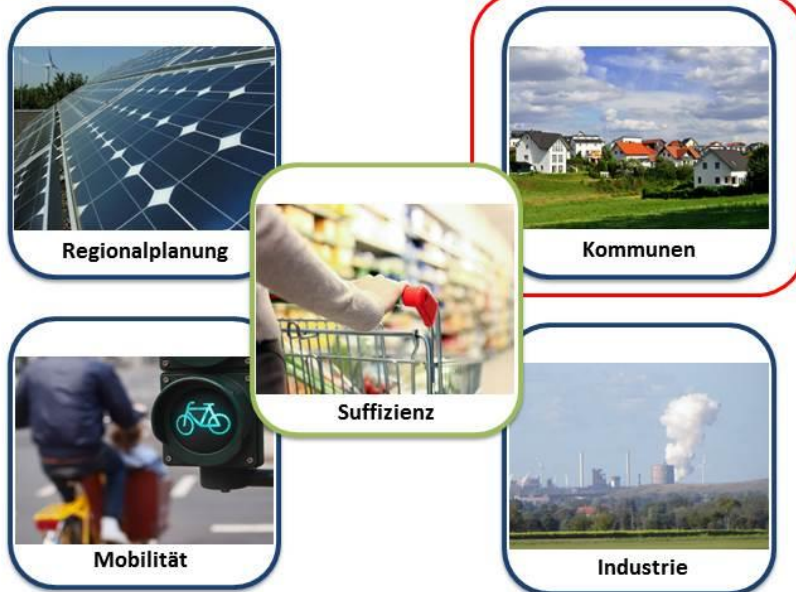 Regionalplanung
Kommunen
Suffizienz
Mobilität
Industrie